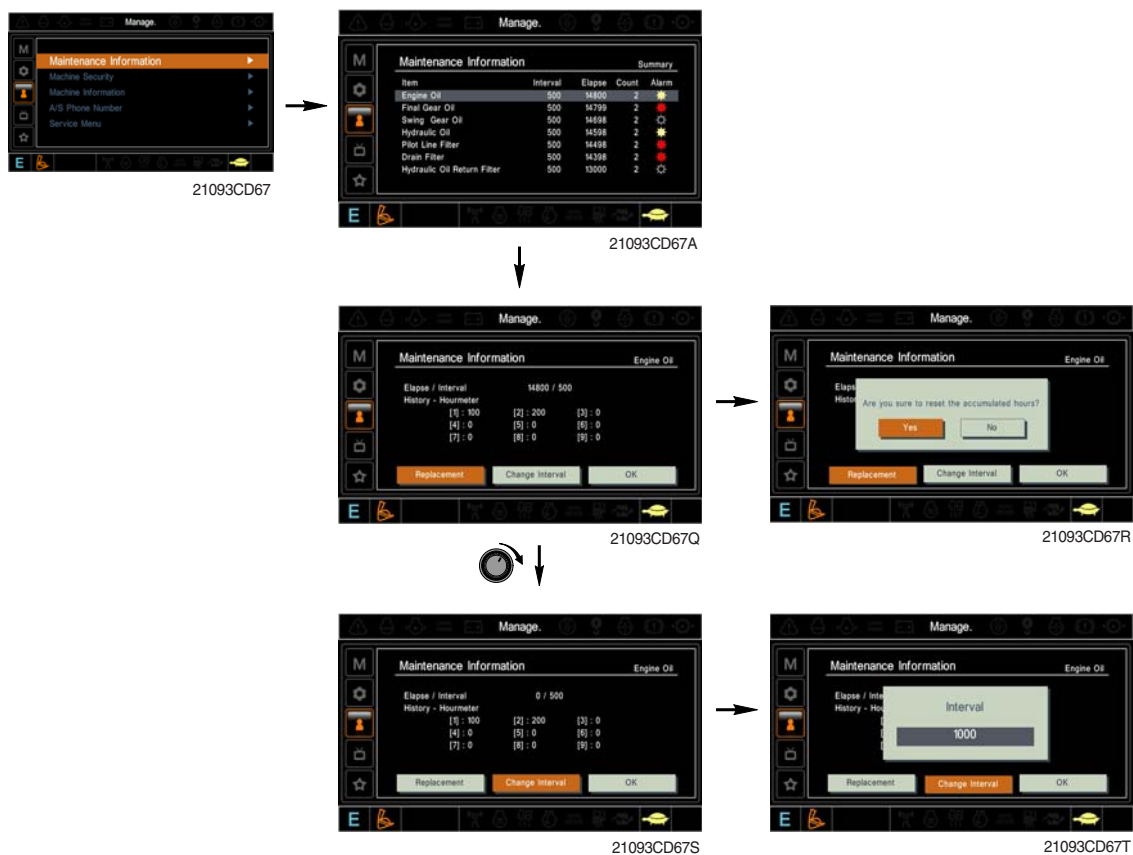 Manage.
M
Maintenance Information
Machine Security
Machine Information
A/S Phone Number
Service Menu
E
21093CD67
Manage.
M
Maintenance Information Summary
Item Interval Elapse Count Alarm
Engine Oil 500 14800 2
Final Gear Oil 500 14799 2
Swing Gear Oil 500 14698 2
Hydraulic Oil 500 14598 2
Pilot Line Filter 500 14498 2
Drain Filter 500 14398 2
Hydraulic Oil Return Filter 500 13000 2
E
21093CD67A
Manage.
M
Maintenance Information Engine Oil
Elapse / Interval 14800 / 500
History - Hourmeter
[1] : 100 [2] : 200 [3] : 0
[4] : 0 [5] : 0 [6] : 0
[7] : 0 [8] : 0 [9] : 0
Replacement Change Interval OK
E
21093CD67Q
Manage.
M
Maintenance Information Engine Oil
Elaps
Histor
Are you sure to reset the accumulated hours?
Yes No
Replacement Change Interval OK
E
21093CD67R
Manage.
M
Maintenance Information Engine Oil
Elapse / Interval 0 / 500
History - Hourmeter
[1] : 100 [2] : 200 [3] : 0
[4] : 0 [5] : 0 [6] : 0
[7] : 0 [8] : 0 [9] : 0
Replacement Change Interval OK
E
21093CD67S
Manage.
M
Maintenance Information Engine Oil
Elapse / Inte
History - Hou
Interval
1000
Replacement Change Interval OK
E
21093CD67T